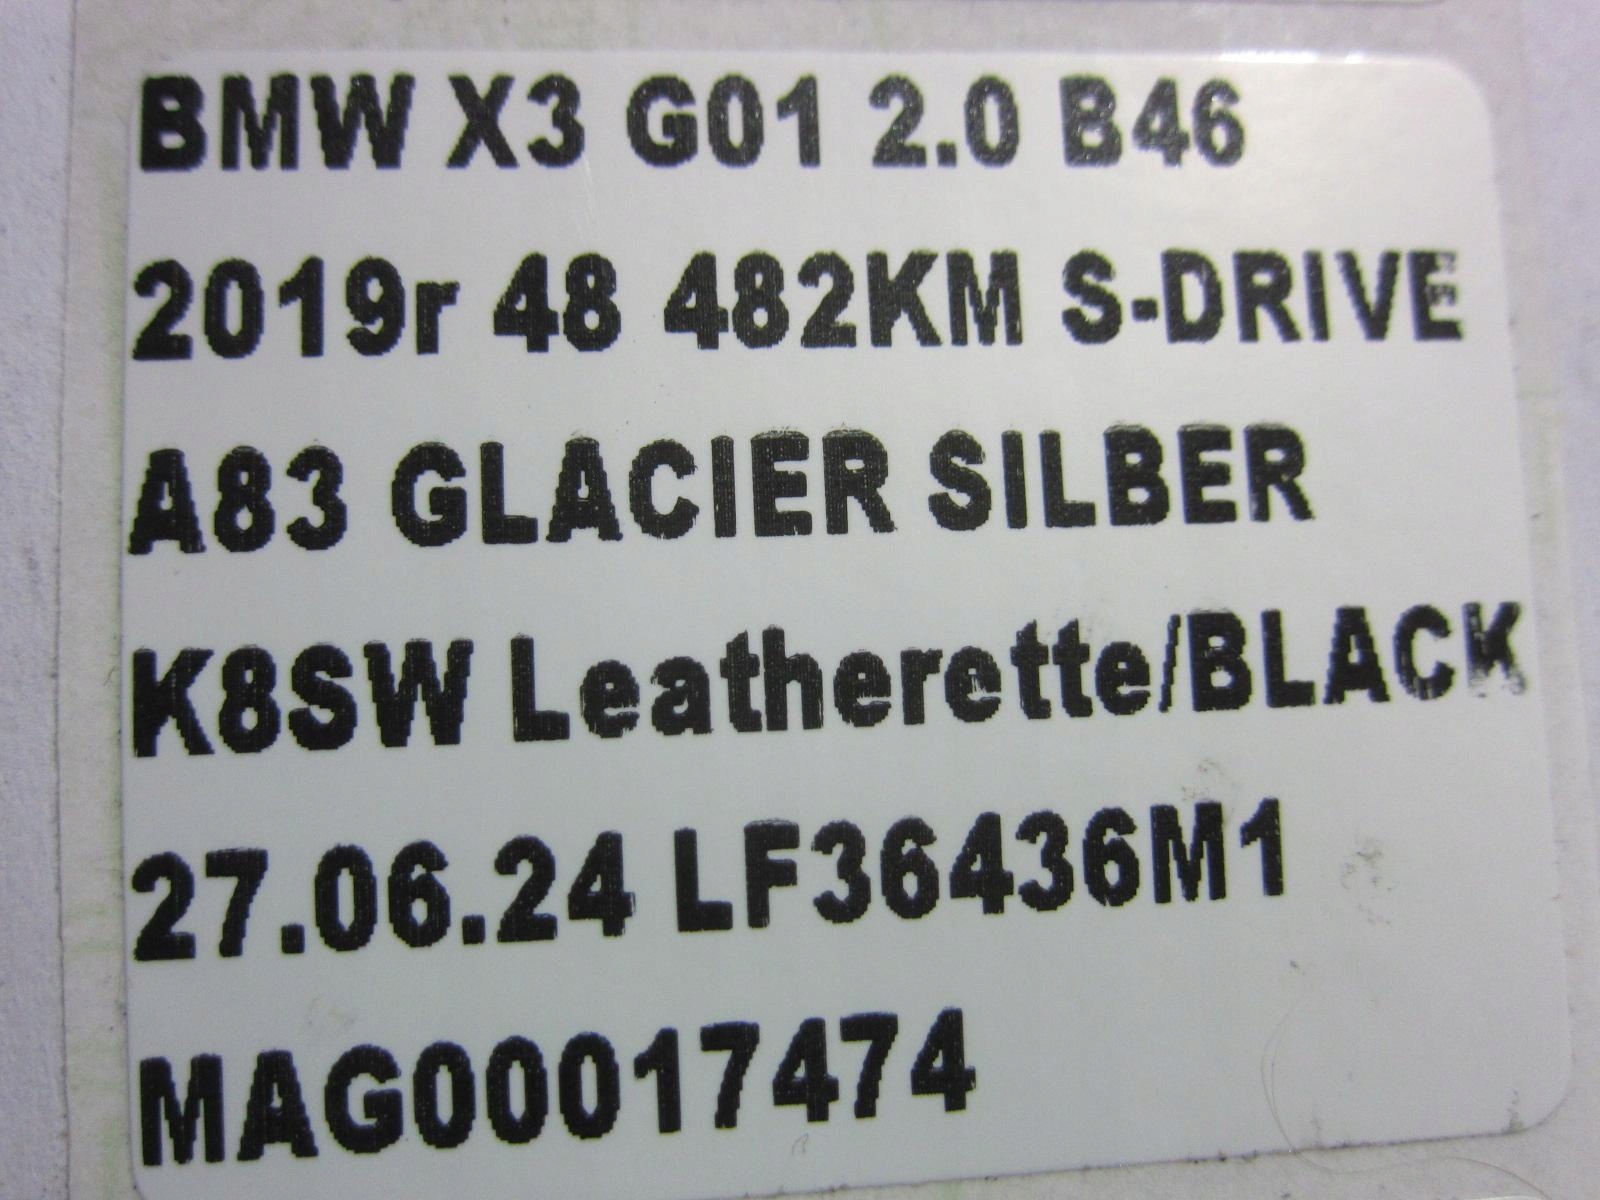 BMW X3 G01 2.0 B46
2019r 48 482KM S-DRIVE
A83 GLACIER SILBER
K8SW Leatherette/BLACK
27.06.24 LF36436M1
MAG00017474